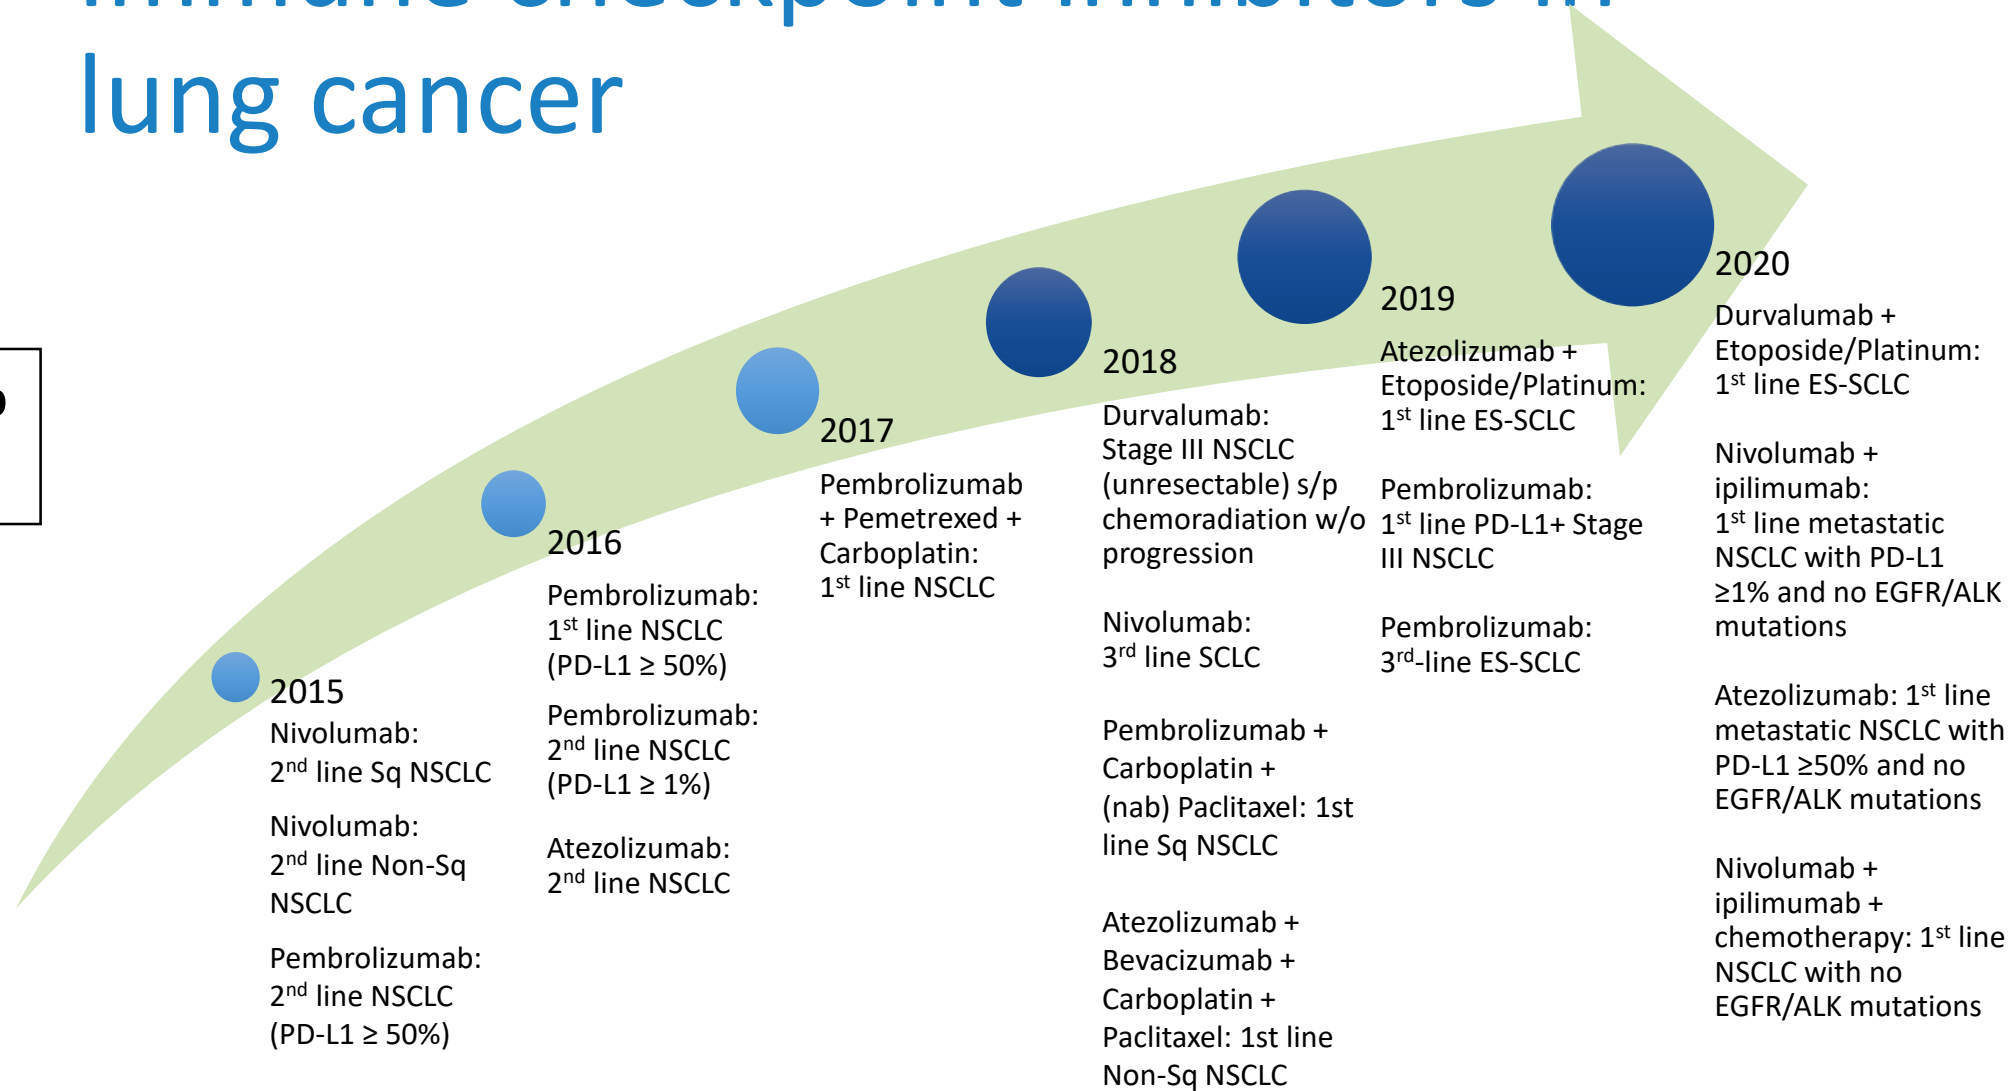 immune checkpoint inhibitors in
lung cancer
2015
Nivolumab:
2nd line Sq NSCLC
Nivolumab:
2nd line Non-Sq
NSCLC
Pembrolizumab:
2nd line NSCLC
(PD-L1 ≥ 50%)
2016
Pembrolizumab:
1st line NSCLC
(PD-L1 ≥ 50%)
Pembrolizumab:
2nd line NSCLC
(PD-L1 ≥ 1%)
Atezolizumab:
2nd line NSCLC
2017
Pembrolizumab
+ Pemetrexed +
Carboplatin:
1st line NSCLC
2018
Durvalumab:
Stage III NSCLC
(unresectable) s/p
chemoradiation w/o
progression
Nivolumab:
3rd line SCLC
Pembrolizumab +
Carboplatin +
(nab) Paclitaxel: 1st
line Sq NSCLC
Atezolizumab +
Bevacizumab +
Carboplatin +
Paclitaxel: 1st line
Non-Sq NSCLC
2019
Atezolizumab +
Etoposide/Platinum:
1st line ES-SCLC
Pembrolizumab:
1st line PD-L1+ Stage
III NSCLC
Pembrolizumab:
3rd-line ES-SCLC
2020
Durvalumab +
Etoposide/Platinum:
1st line ES-SCLC
Nivolumab +
ipilimumab:
1st line metastatic
NSCLC with PD-L1
≥1% and no EGFR/ALK
mutations
Atezolizumab: 1st line
metastatic NSCLC with
PD-L1 ≥50% and no
EGFR/ALK mutations
Nivolumab +
ipilimumab +
chemotherapy: 1st line
NSCLC with no
EGFR/ALK mutations